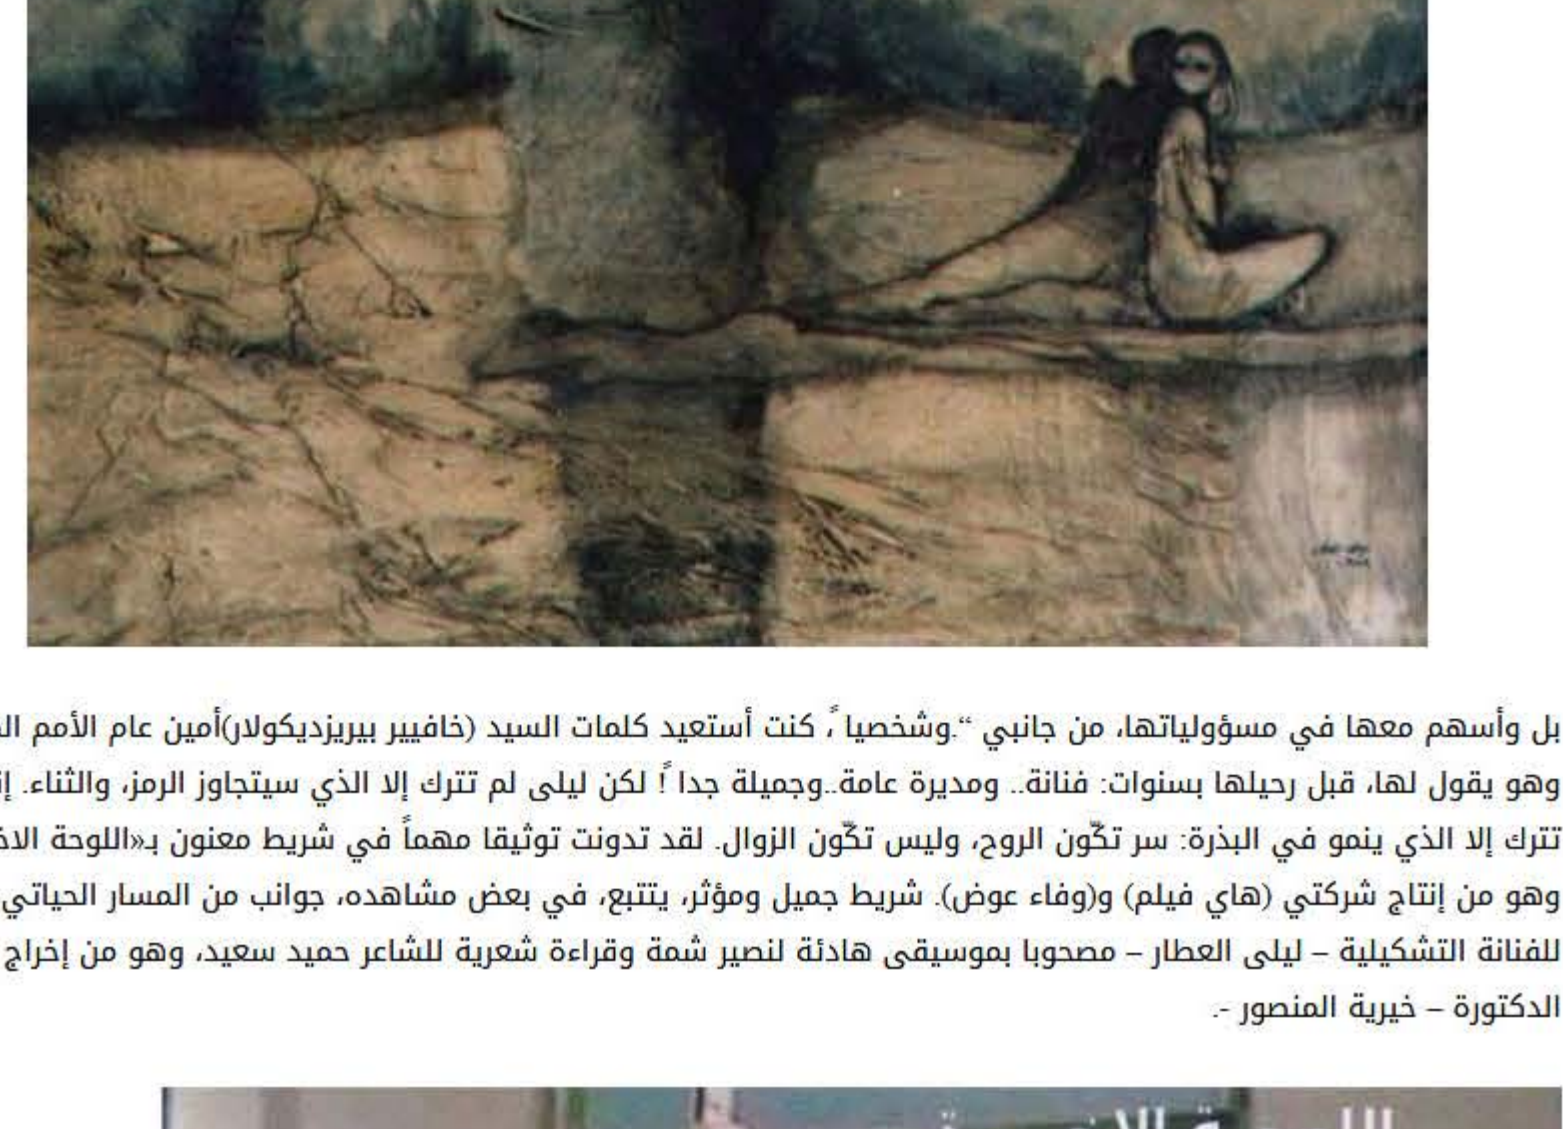 بل وأسهم معها في مسؤولياتها، من جانبي “.وشخصيا ً، كنت أستعيد كلمات السيد (خافيير بيريزديكولار)أمين عام الأمم
وهو يقول لها، قبل رحيلها بسنوات: فنانة.. ومديرة عامة..وجميلة جدا ً! لكن ليلى لم تترك إلا الذي سيتجاوز الرمز، والثناء.
تترك إلا الذي ينمو في البذرة: سر تكّون الروح، وليس تكّون الزوال. لقد تدونت توثيقا مهماً في شريط معنون بـ«اللوحة
وهو من إنتاج شركتي (هاي فيلم) و(وفاء عوض). شريط جميل ومؤثر، يتتبع، في بعض مشاهده، جوانب من المسار الحياتي
للفنانة التشكيلية – ليلى العطار – مصحوبا بموسيقى هادئة لنصير شمة وقراءة شعرية للشاعر حميد سعيد، وهو من إخراج
الدكتورة – خيرية المنصور -.